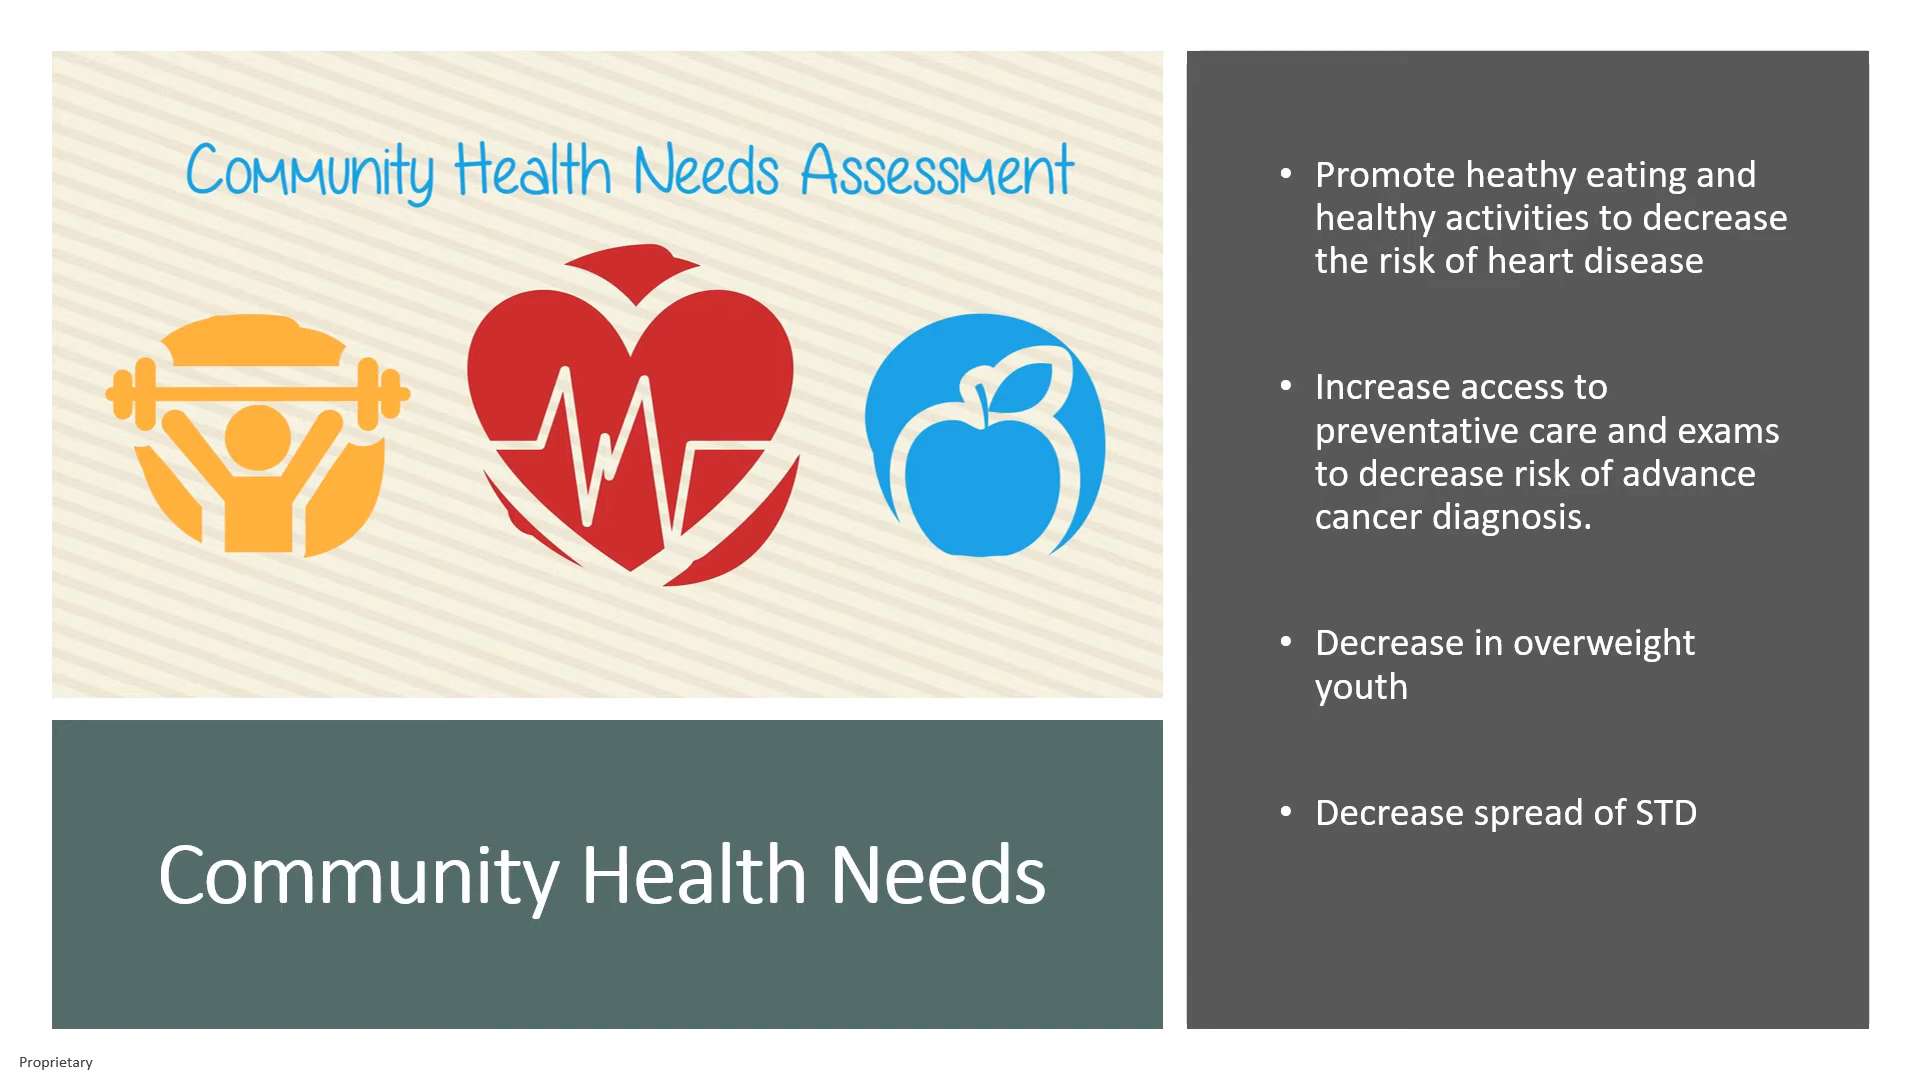 Community Health Needs Assessment
Community Health Needs
• Promote heathy eating and
healthy activities to decrease
the risk of heart disease
• Increase access to
preventative care and exams
to decrease risk of advance
cancer diagnosis.
• Decrease in overweight
youth
• Decrease spread of STD
Proprietary